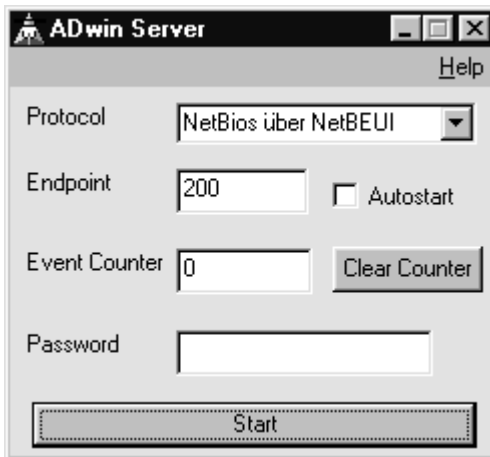 ADwin Server
Help
Protocol NetBios über NetBEUI
Endpoint 200 Autostart
Event Counter 0 Clear Counter
Password
Start